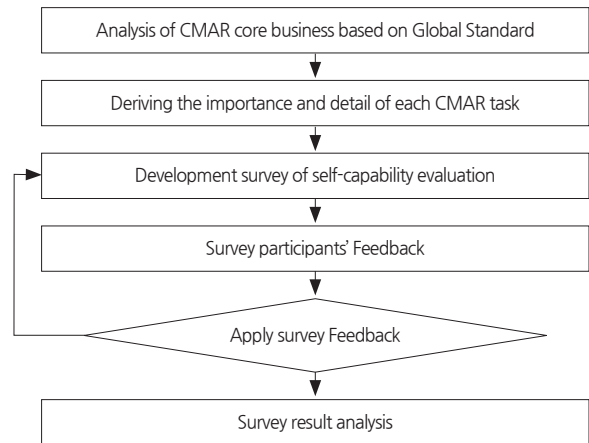 Analysis of CMAR core business based on Global Standard
Deriving the importance and detail of each CMAR task
Development survey of self-capability evaluation
Survey participants' Feedback
Apply survey Feedback
Survey result analysis